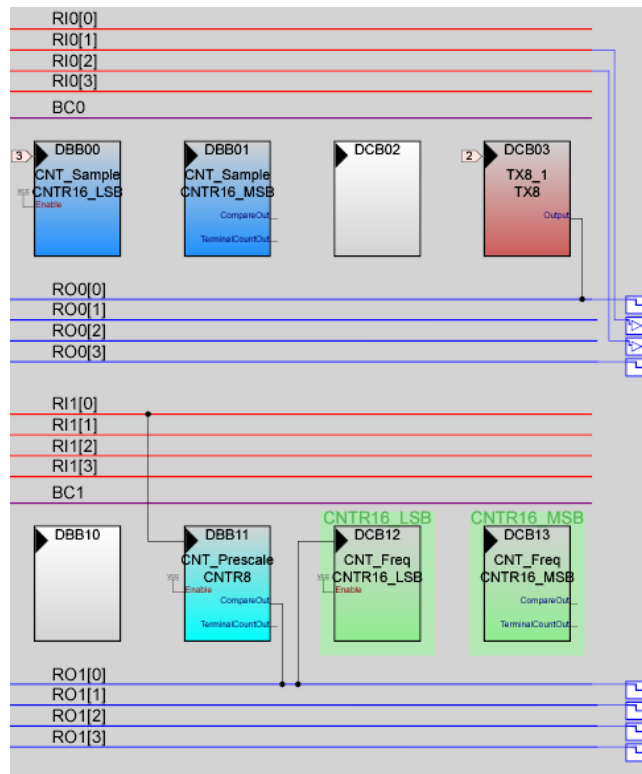 RI0[0]
RI0[1]
RI0[2]
RI0[3]
BC0
3
DBB00
CNT_Sample
CNTR16_LSB
Enable
DBB01
CNT_Sample
CNTR16_MSB
CompareOut
TerminalCountOut
DCB02
2
DCB03
TX8_1
TX8
Output
RO0[0]
RO0[1]
RO0[2]
RO0[3]
RI1[0]
RI1[1]
RI1[2]
RI1[3]
BC1
DBB10
DBB11
CNT_Prescale
CNTR8
Enable
CompareOut
TerminalCountOut
CNTR16_LSB
DCB12
CNT_Freq
CNTR16_LSB
Enable
CNTR16_MSB
DCB13
CNT_Freq
CNTR16_MSB
CompareOut
TerminalCountOut
RO1[0]
RO1[1]
RO1[2]
RO1[3]